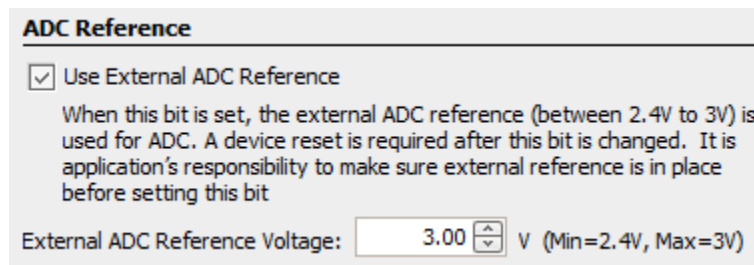 ADC Reference
Use External ADC Reference
When this bit is set, the external ADC reference (between 2.4V to 3V) is
used for ADC. A device reset is required after this bit is changed.  It is
application's responsibility to make sure external reference is in place
before setting this bit
External ADC Reference Voltage: 3.00 V (Min=2.4V, Max=3V)